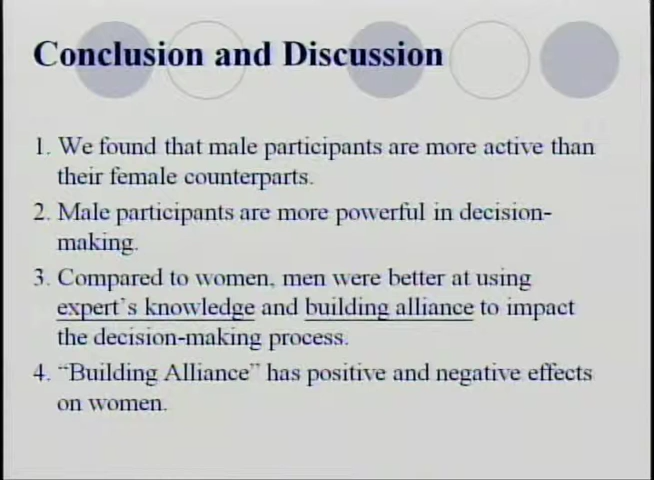 Conclusion and Discussion
1. We found that male participants are more active than
their female counterparts.
2. Male participants are more powerful in decision-
making.
3. Compared to women, men were better at using
expert's knowledge and building alliance to impact
the decision-making process.
4. “Building Alliance” has positive and negative effects
on women.